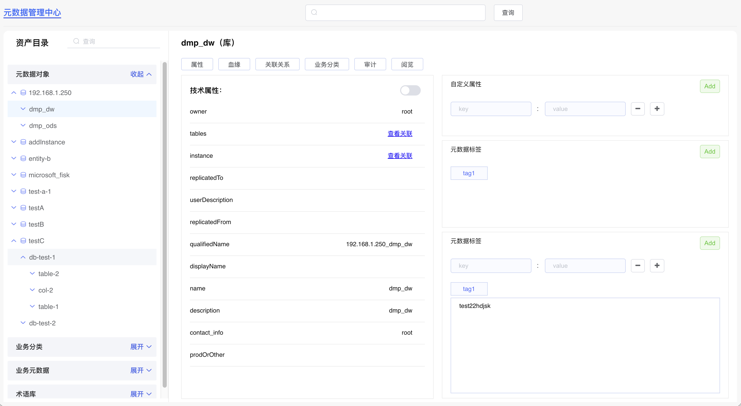 元数据管理中心
查询
资产目录
查询
元数据对象 收起
192.168.1.250
dmp_dw
dmp_ods
addInstance
entity-b
microsoft_fisk
test-a-1
testA
testB
testC
db-test-1
table-2
col-2
table-1
db-test-2
业务分类 展开
业务元数据 展开
术语库 展开
dmp_dw（库）
属性 血缘 关联关系 业务分类 审计 阅览
技术属性：
owner root
tables 查看关联
instance 查看关联
replicatedTo
userDescription
replicatedFrom
qualifiedName 192.168.1.250_dmp_dw
displayName
name dmp_dw
description dmp_dw
contact_info root
prodOrOther
自定义属性 Add
key : value
元数据标签 Add
tag1
元数据标签 Add
key : value
tag1
test22hdjsk